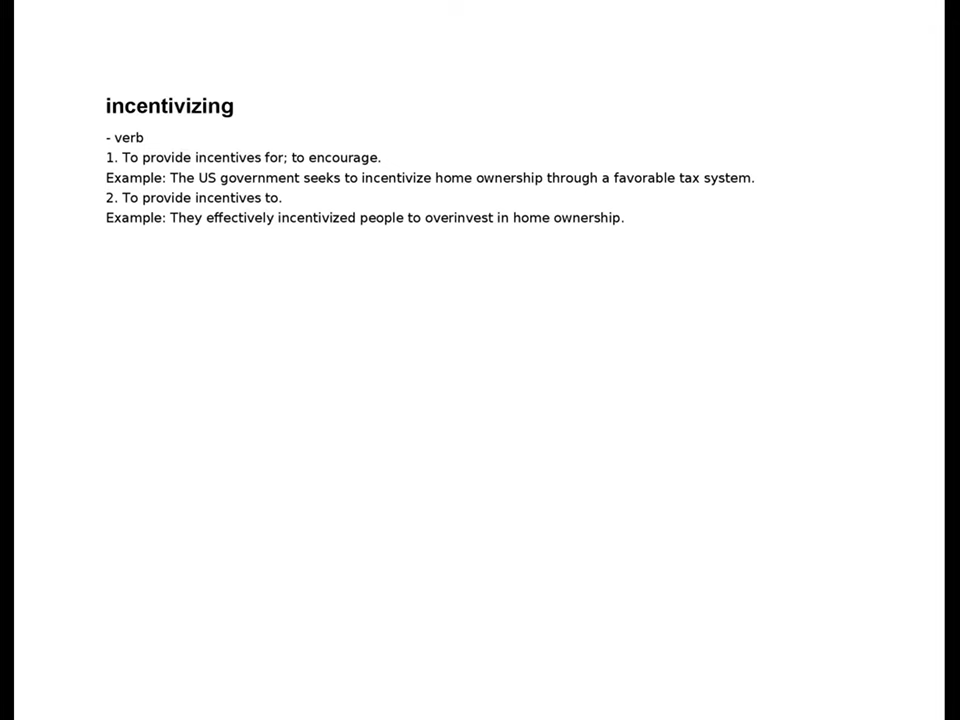 incentivizing
- verb
1. To provide incentives for; to encourage.
Example: The US government seeks to incentivize home ownership through a favorable tax system.
2. To provide incentives to.
Example: They effectively incentivized people to overinvest in home ownership.